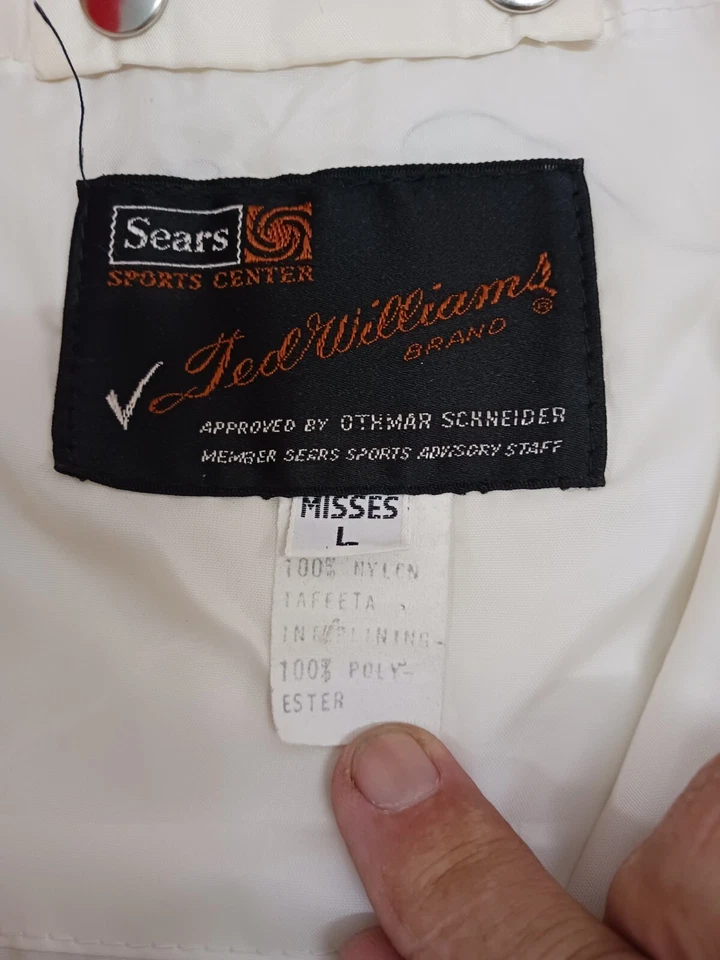 Sears
SPORTS CENTER
Ted Williams ®
BRAND
APPROVED BY OTHMAR SCHNEIDER
MEMBER SEARS SPORTS ADVISORY STAFF
MISSES
L
100% NYLON
TAFFETA,
INTERLINING-
100% POLY-
ESTER